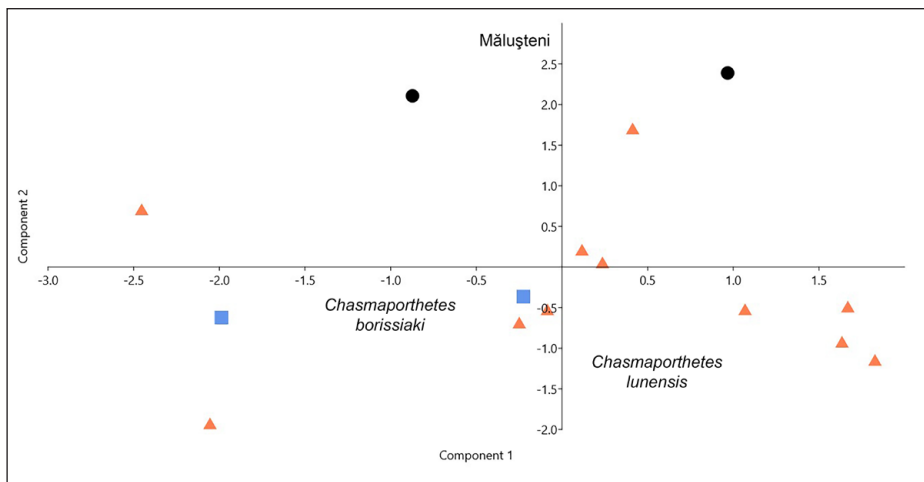 Măluşteni
2.5
2.0
1.5
1.0
0.5
Component 2
-3.0 -2.5 -2.0 -1.5 -1.0 -0.5 0.5 1.0 1.5
Chasmaporthetes
borissiaki
-0.5
-1.0
Chasmaporthetes
lunensis
-1.5
-2.0
Component 1